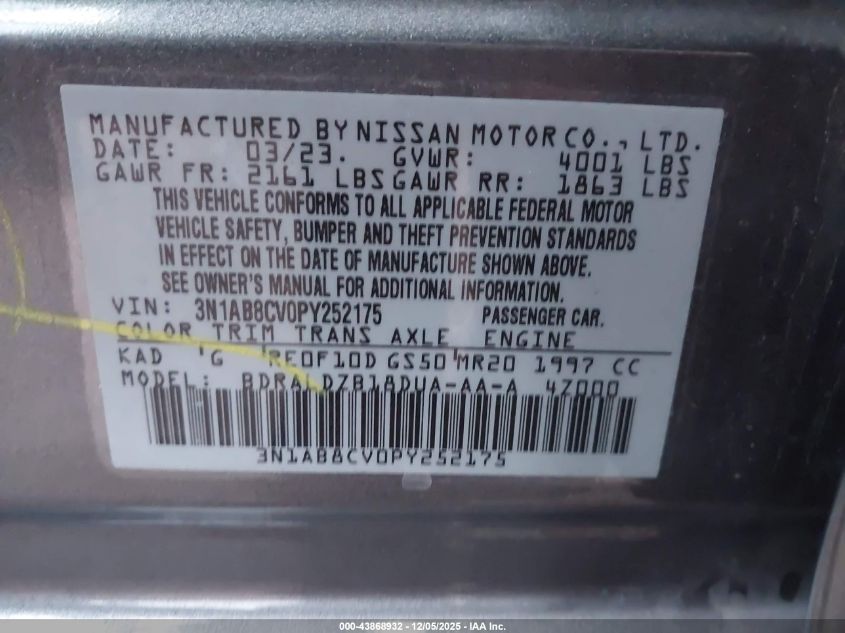 MANUFACTURED BY NISSAN MOTOR CO., LTD.
DATE: 03/23. GVWR: 4001 LBS
GAWR FR: 2161 LBS GAWR RR: 1863 LBS
THIS VEHICLE CONFORMS TO ALL APPLICABLE FEDERAL MOTOR
VEHICLE SAFETY, BUMPER AND THEFT PREVENTION STANDARDS
IN EFFECT ON THE DATE OF MANUFACTURE SHOWN ABOVE.
SEE OWNER'S MANUAL FOR ADDITIONAL INFORMATION.
VIN: 3N1AB8CV0PY252175 PASSENGER CAR.
COLOR TRIM TRANS AXLE ENGINE
KAD 'G 'RE0F10D GS50'MR20 1997 CC
MODEL: BDRALDZB18DUA-AA-A 4Z000
3N1AB8CV0PY252175
000-43868932 - 12/05/2025 - IAA Inc.